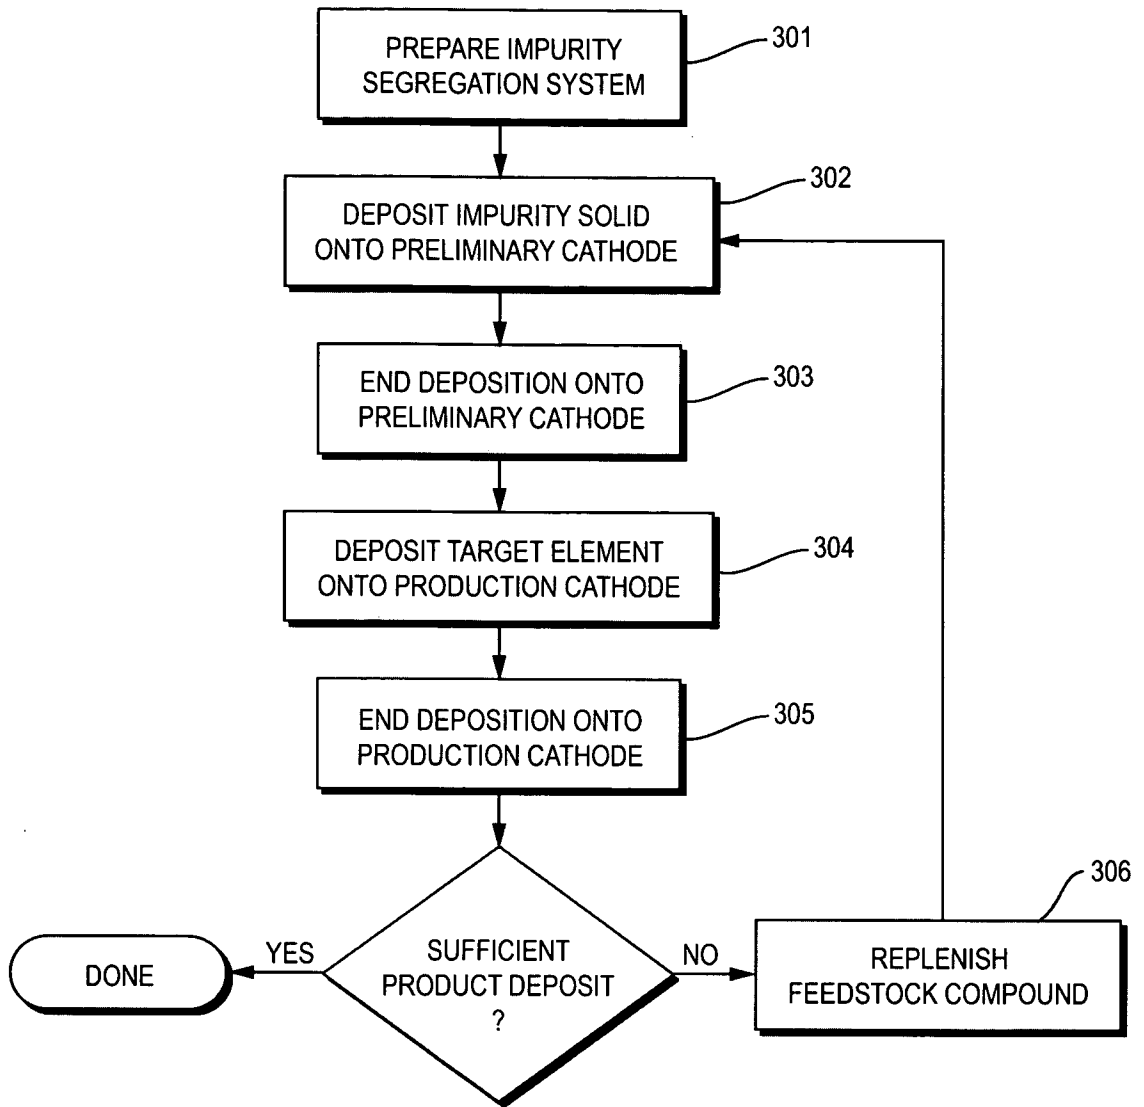 PREPARE IMPURITY
SEGREGATION SYSTEM
301
DEPOSIT IMPURITY SOLID
ONTO PRELIMINARY CATHODE
302
END DEPOSITION ONTO
PRELIMINARY CATHODE
303
DEPOSIT TARGET ELEMENT
ONTO PRODUCTION CATHODE
304
END DEPOSITION ONTO
PRODUCTION CATHODE
305
SUFFICIENT
PRODUCT DEPOSIT
?
YES
DONE
NO
REPLENISH
FEEDSTOCK COMPOUND
306